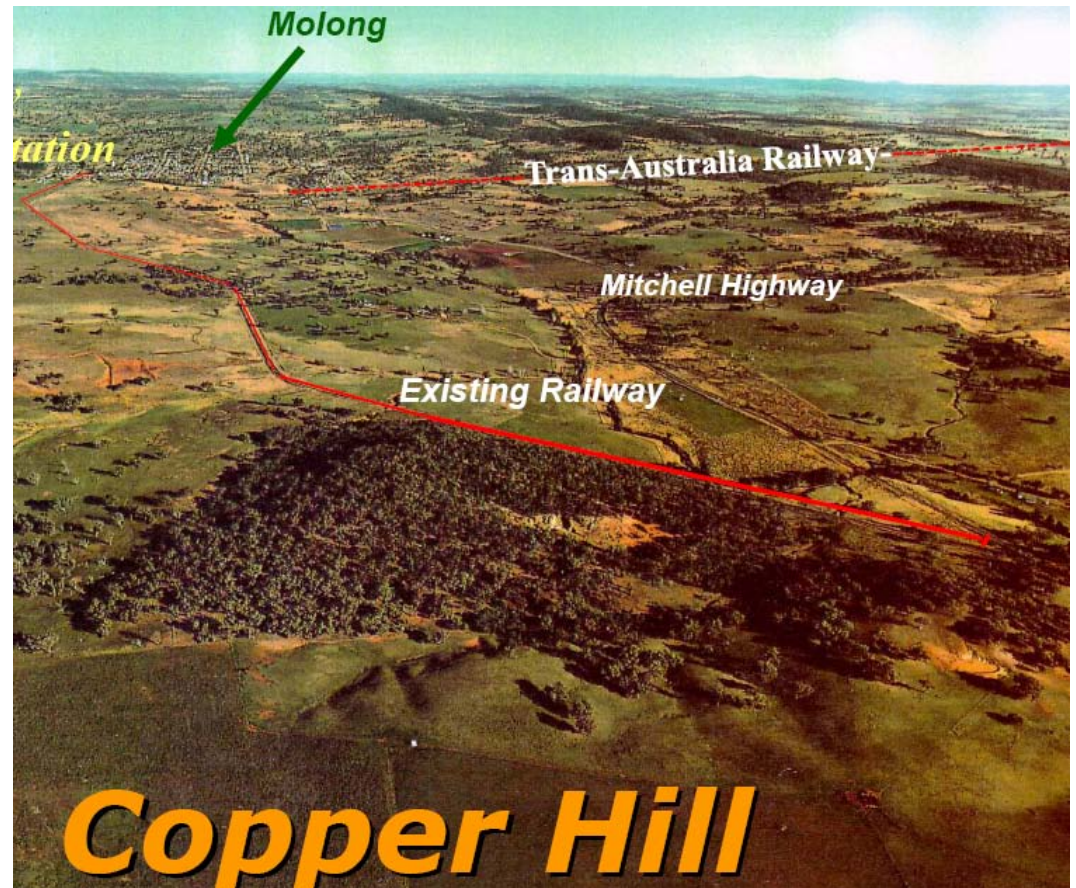 Molong
tation
Trans-Australia Railway-
Mitchell Highway
Existing Railway
Copper Hill